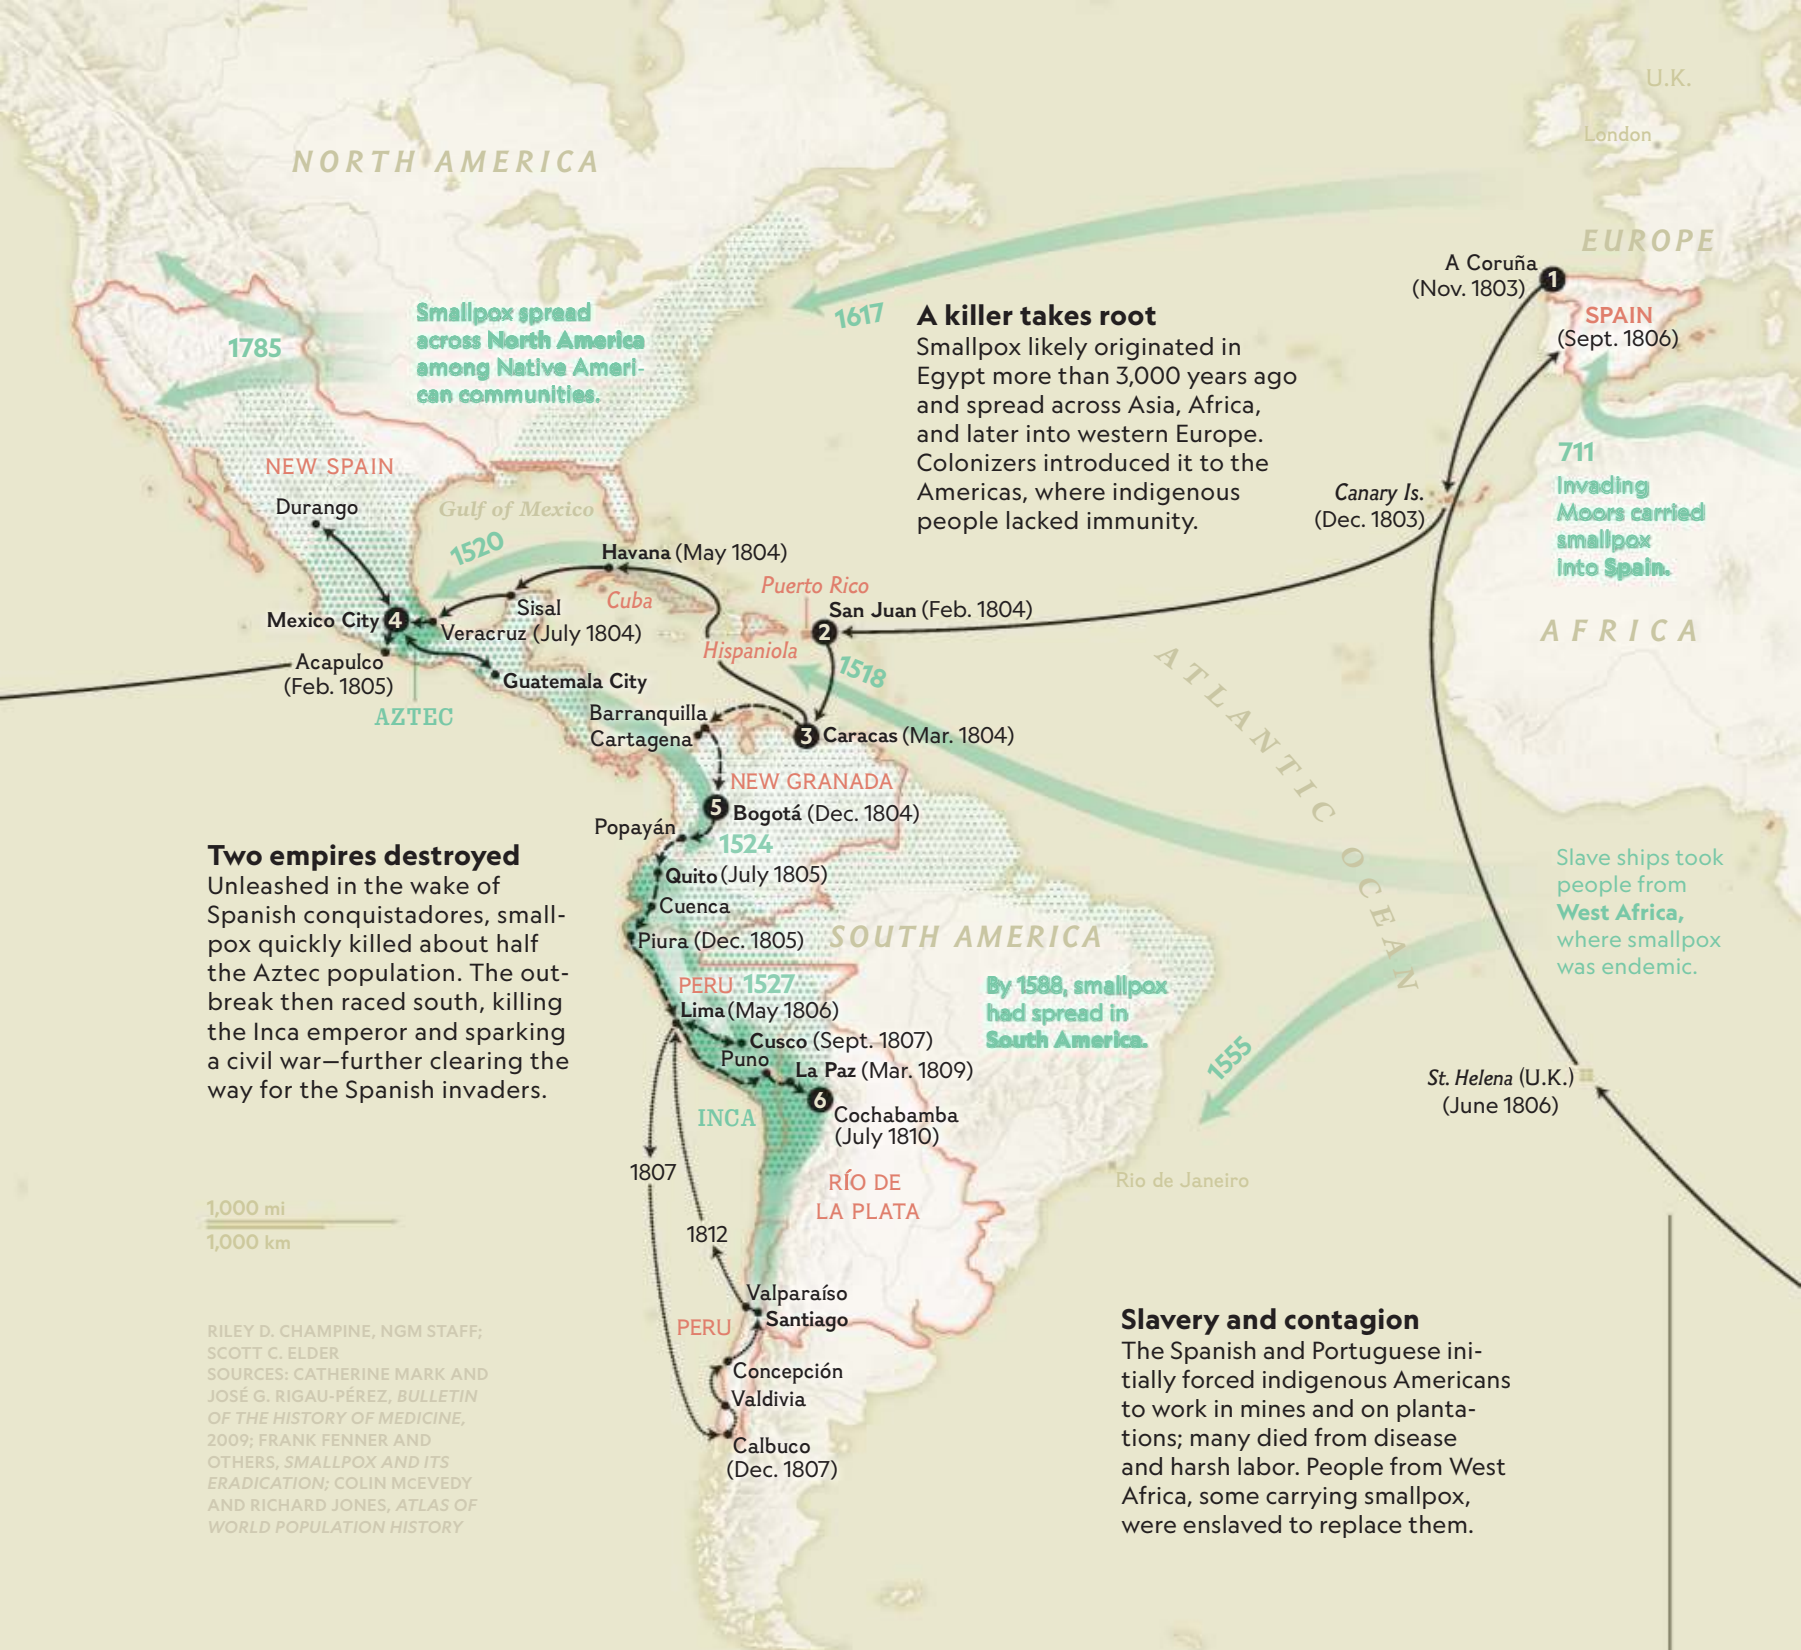 U.K.
London
NORTH AMERICA
EUROPE
A Coruña
(Nov. 1803)
1
SPAIN
(Sept. 1806)
Smallpox spread
across North America
among Native Ameri-
can communities.
1785
1617
A killer takes root
Smallpox likely originated in
Egypt more than 3,000 years ago
and spread across Asia, Africa,
and later into western Europe.
Colonizers introduced it to the
Americas, where indigenous
people lacked immunity.
711
Invading
Moors carried
smallpox
into Spain.
Canary Is.
(Dec. 1803)
NEW SPAIN
Durango
Gulf of Mexico
1520
Havana (May 1804)
Cuba
Puerto Rico
San Juan (Feb. 1804)
2
Hispaniola
Sisal
Mexico City
4
Veracruz (July 1804)
Acapulco
(Feb. 1805)
Guatemala City
AZTEC
1518
AFRICA
ATLANTIC OCEAN
Barranquilla
Cartagena
3
Caracas (Mar. 1804)
NEW GRANADA
5
Bogotá (Dec. 1804)
Popayán
1524
Quito (July 1805)
Cuenca
Piura (Dec. 1805)
SOUTH AMERICA
Two empires destroyed
Unleashed in the wake of
Spanish conquistadores, small-
pox quickly killed about half
the Aztec population. The out-
break then raced south, killing
the Inca emperor and sparking
a civil war—further clearing the
way for the Spanish invaders.
Slave ships took
people from
West Africa,
where smallpox
was endemic.
PERU
1527
Lima (May 1806)
By 1588, smallpox
had spread in
South America.
Cusco (Sept. 1807)
Puno
La Paz (Mar. 1809)
6
Cochabamba
(July 1810)
INCA
1555
St. Helena (U.K.)
(June 1806)
1807
RÍO DE
LA PLATA
Rio de Janeiro
1,000 mi
1,000 km
1812
Valparaíso
Santiago
PERU
Concepción
Valdivia
Calbuco
(Dec. 1807)
RILEY D. CHAMPINE, NGM STAFF;
SCOTT C. ELDER
SOURCES: CATHERINE MARK AND
JOSÉ G. RIGAU-PÉREZ, BULLETIN
OF THE HISTORY OF MEDICINE,
2009; FRANK FENNER AND
OTHERS, SMALLPOX AND ITS
ERADICATION; COLIN McEVEDY
AND RICHARD JONES, ATLAS OF
WORLD POPULATION HISTORY
Slavery and contagion
The Spanish and Portuguese ini-
tially forced indigenous Americans
to work in mines and on planta-
tions; many died from disease
and harsh labor. People from West
Africa, some carrying smallpox,
were enslaved to replace them.